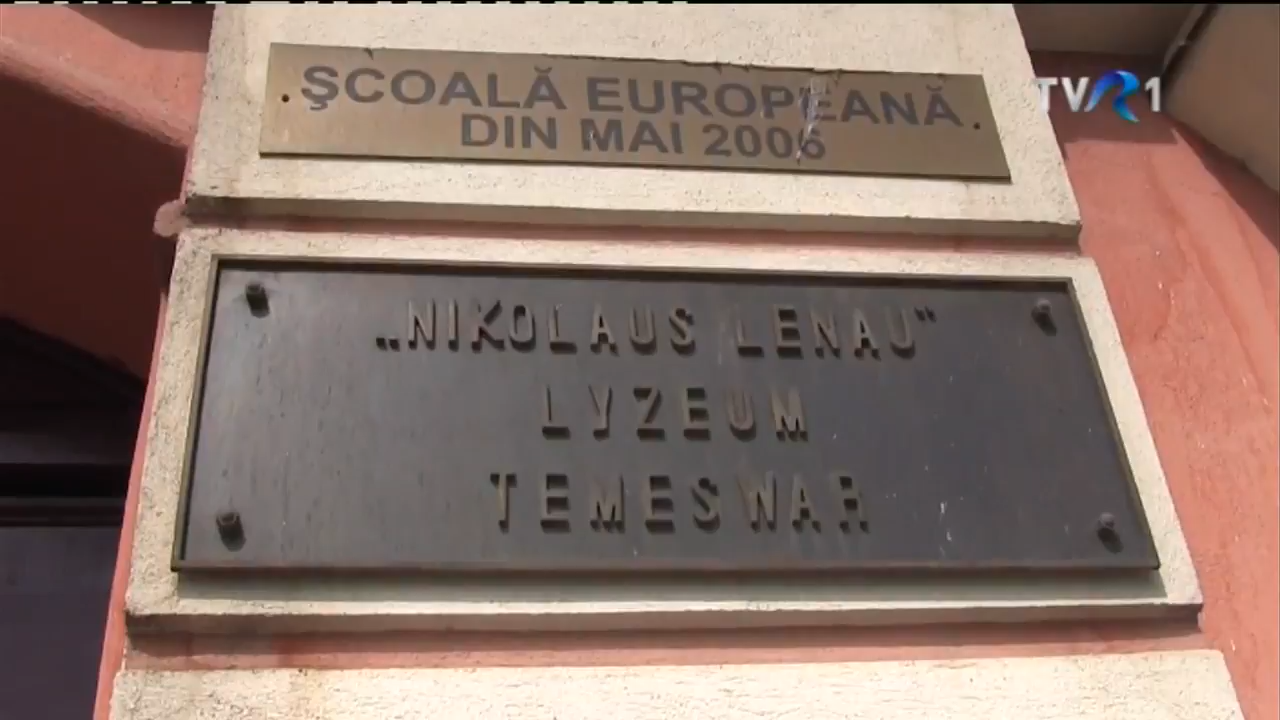 ŞCOALĂ EUROPEANĂ
DIN MAI 2006
TVR1
„NIKOLAUS LENAU”
LYZEUM
TEMESWAR